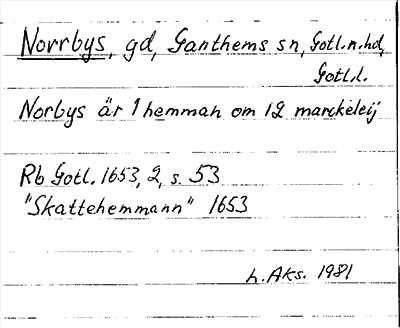 Norrbys, gd, Ganthems sn, Gotl.n.hd,
Gotl.l.
Norbys är 1 hemman om 12 marckeleij
Rb Gotl. 1653, 2, s. 53
"Skattehemmann" 1653
L. Aks. 1981